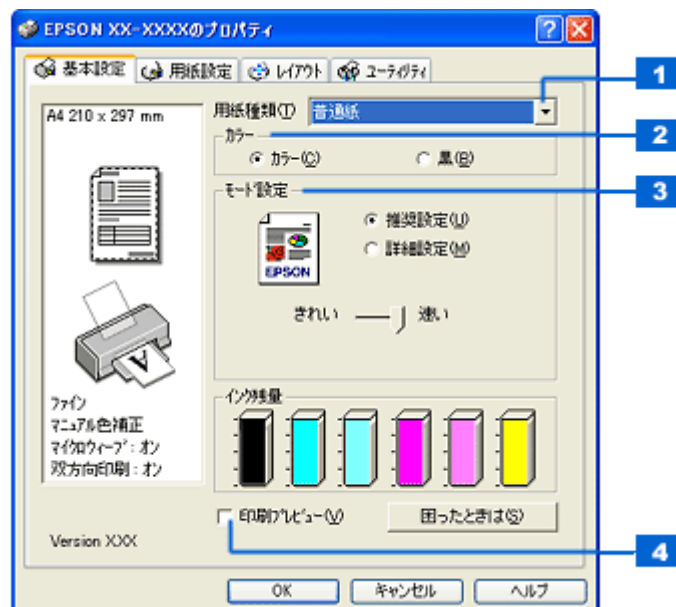 EPSON XX-XXXXのプロパティ
基本設定 用紙設定 レイアウト ユーティリティ
1
A4 210 x 297 mm
用紙種類(T) 普通紙
カラー
2
カラー(C) 黒(B)
モード設定
3
推奨設定(U)
詳細設定(M)
EPSON
きれい 速い
A
インク残量
ファイン
マニュアル色補正
マイクロウィーブ：オン
双方向印刷：オン
印刷プレビュー(V) 困ったときは(S)
Version XXX
4
OK キャンセル ヘルプ